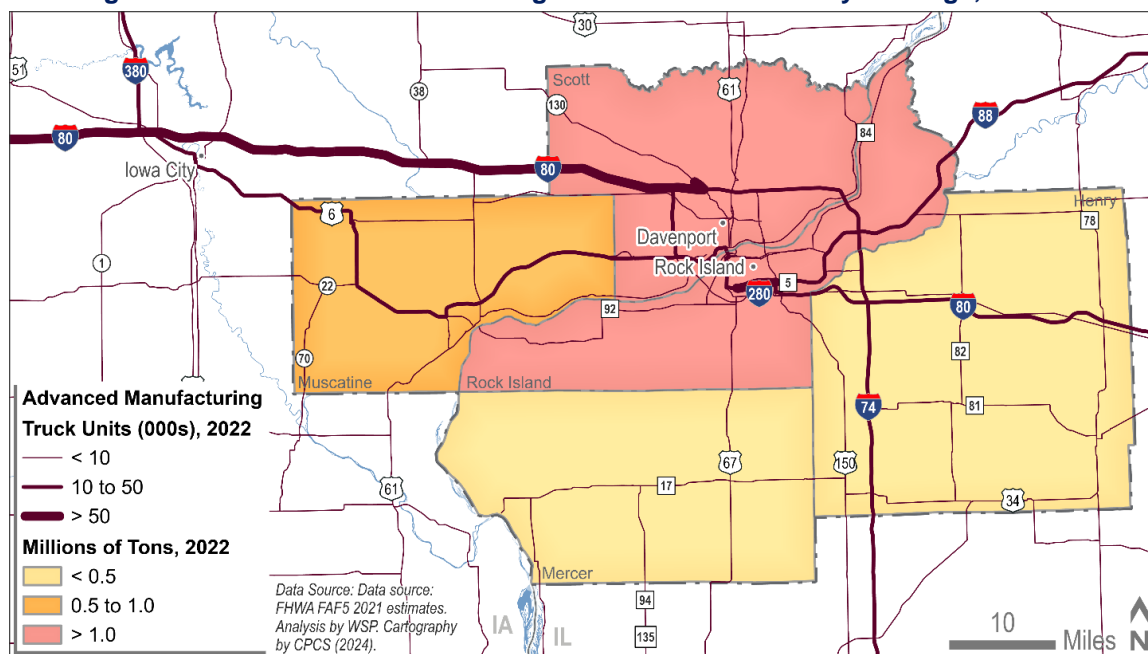 30
51
380
38
Scott
130
61
88
84
80
80
Iowa City
6
Henry
78
Davenport
Rock Island
1
22
5
280
92
80
82
70
Muscatine
Rock Island
74
81
61
67
150
17
34
Mercer
94
135
IA
IL
Advanced Manufacturing
Truck Units (000s), 2022
< 10
10 to 50
> 50
Millions of Tons, 2022
< 0.5
0.5 to 1.0
> 1.0
Data Source: Data source:
FHWA FAF5 2021 estimates.
Analysis by WSP. Cartography
by CPCS (2024).
10
Miles
N